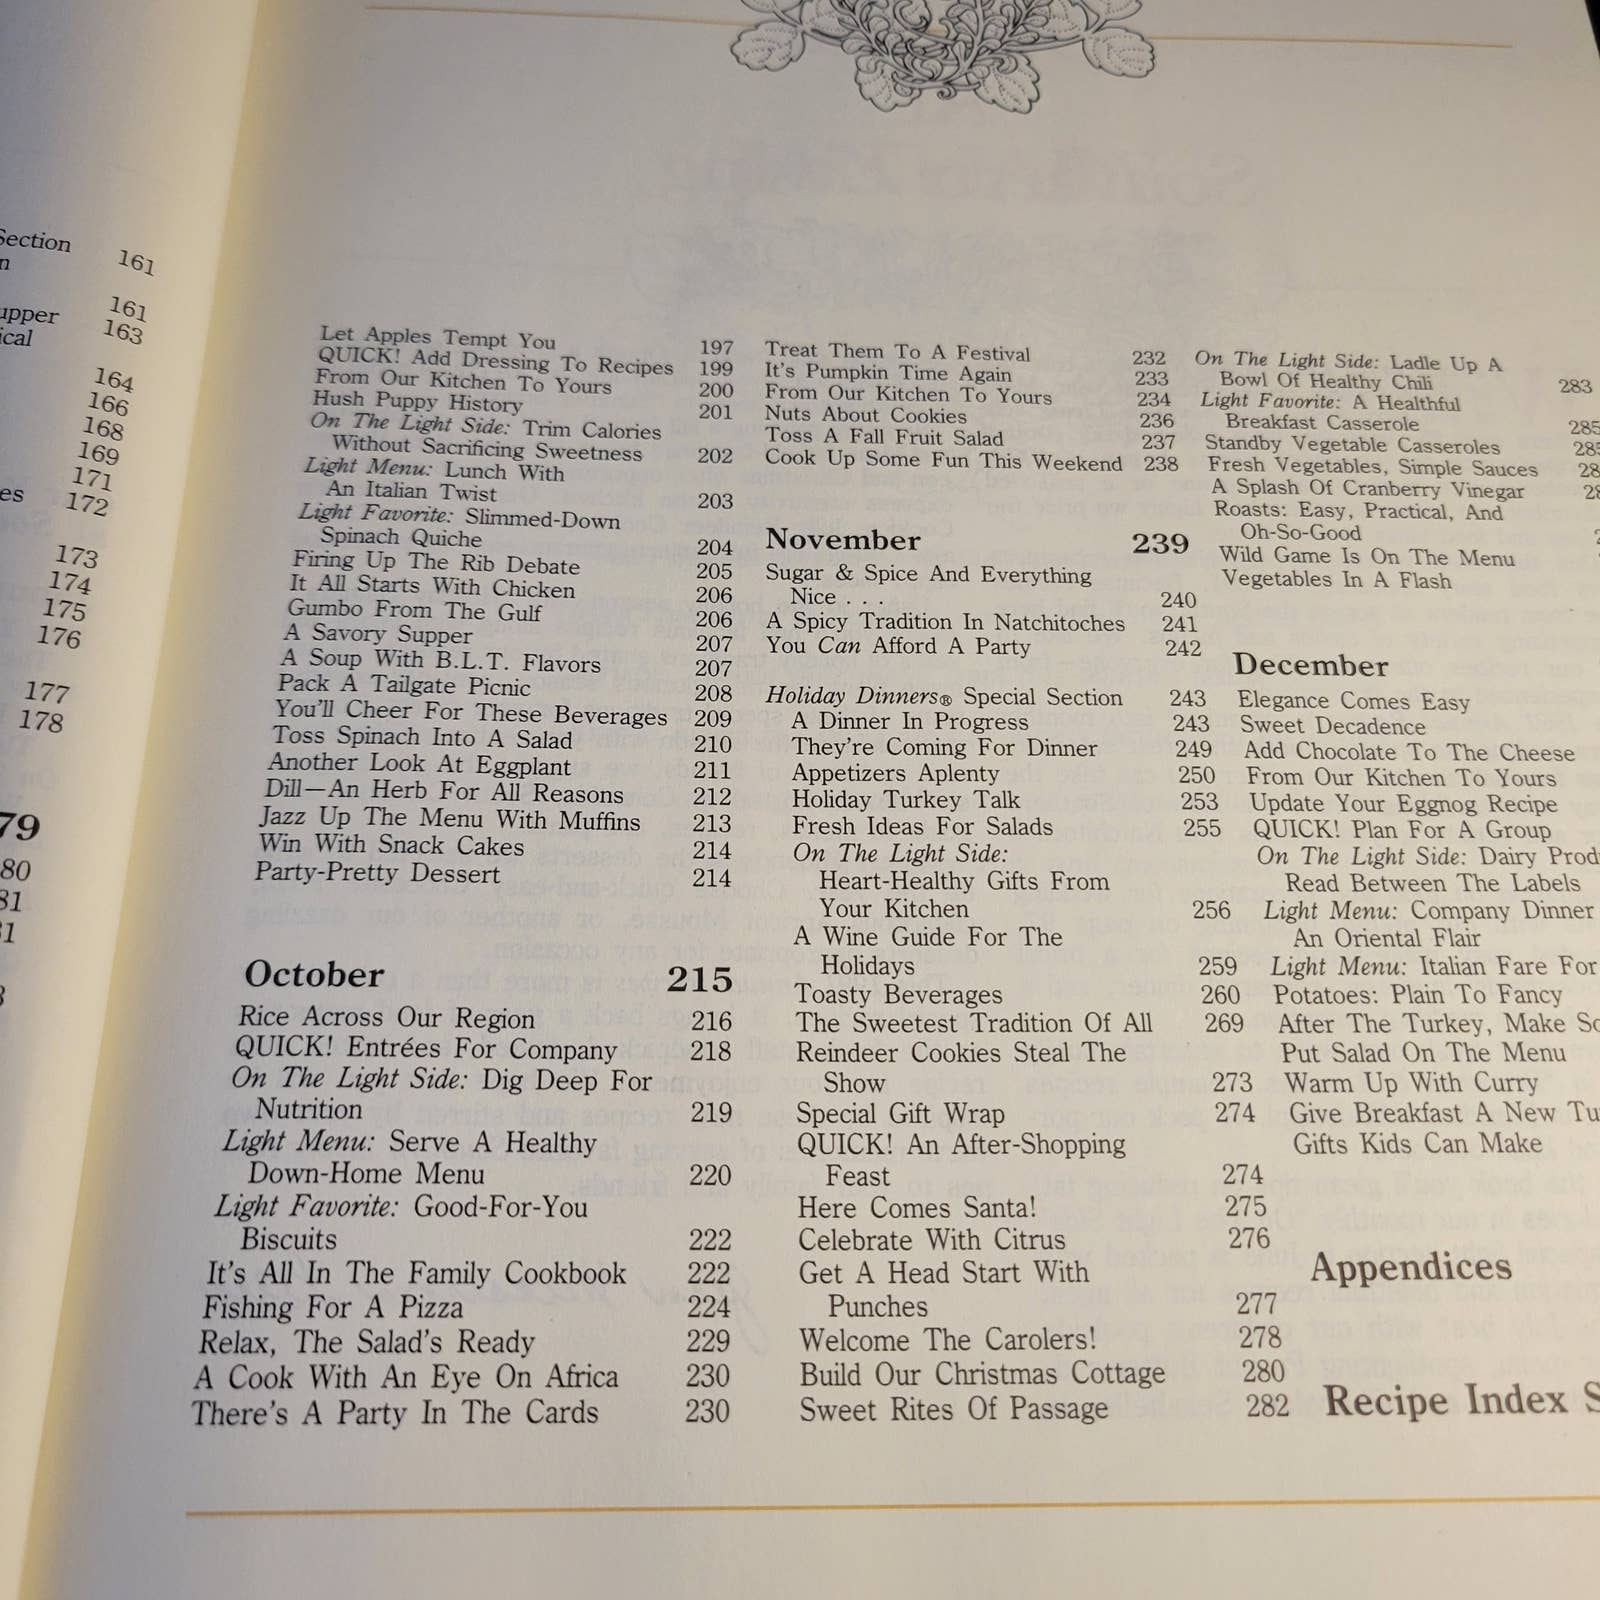 Section 161
161
upper
ical 163
164
166
168
169
171
es 172
173
174
175
176
177
178
79
80
81
Let Apples Tempt You 197
QUICK! Add Dressing To Recipes 199
From Our Kitchen To Yours 200
Hush Puppy History 201
On The Light Side: Trim Calories
Without Sacrificing Sweetness 202
Light Menu: Lunch With
An Italian Twist 203
Light Favorite: Slimmed-Down
Spinach Quiche 204
Firing Up The Rib Debate 205
It All Starts With Chicken 206
Gumbo From The Gulf 206
A Savory Supper 207
A Soup With B.L.T. Flavors 207
Pack A Tailgate Picnic 208
You'll Cheer For These Beverages 209
Toss Spinach Into A Salad 210
Another Look At Eggplant 211
Dill—An Herb For All Reasons 212
Jazz Up The Menu With Muffins 213
Win With Snack Cakes 214
Party-Pretty Dessert 214
October 215
Rice Across Our Region 216
QUICK! Entrées For Company 218
On The Light Side: Dig Deep For
Nutrition 219
Light Menu: Serve A Healthy
Down-Home Menu 220
Light Favorite: Good-For-You
Biscuits 222
It's All In The Family Cookbook 222
Fishing For A Pizza 224
Relax, The Salad's Ready 229
A Cook With An Eye On Africa 230
There's A Party In The Cards 230
Treat Them To A Festival 232
It's Pumpkin Time Again 233
From Our Kitchen To Yours 234
Nuts About Cookies 236
Toss A Fall Fruit Salad 237
Cook Up Some Fun This Weekend 238
November 239
Sugar & Spice And Everything
Nice . . . 240
A Spicy Tradition In Natchitoches 241
You Can Afford A Party 242
Holiday Dinners® Special Section 243
A Dinner In Progress 243
They're Coming For Dinner 249
Appetizers Aplenty 250
Holiday Turkey Talk 253
Fresh Ideas For Salads 255
On The Light Side:
Heart-Healthy Gifts From
Your Kitchen 256
A Wine Guide For The
Holidays 259
Toasty Beverages 260
The Sweetest Tradition Of All 269
Reindeer Cookies Steal The
Show 273
Special Gift Wrap 274
QUICK! An After-Shopping
Feast 274
Here Comes Santa! 275
Celebrate With Citrus 276
Get A Head Start With
Punches 277
Welcome The Carolers! 278
Build Our Christmas Cottage 280
Sweet Rites Of Passage 282
On The Light Side: Ladle Up A
Bowl Of Healthy Chili 283
Light Favorite: A Healthful
Breakfast Casserole 285
Standby Vegetable Casseroles 285
Fresh Vegetables, Simple Sauces 28
A Splash Of Cranberry Vinegar 28
Roasts: Easy, Practical, And
Oh-So-Good
Wild Game Is On The Menu
Vegetables In A Flash
December
Elegance Comes Easy
Sweet Decadence
Add Chocolate To The Cheese
From Our Kitchen To Yours
Update Your Eggnog Recipe
QUICK! Plan For A Group
On The Light Side: Dairy Prod
Read Between The Labels
Light Menu: Company Dinner
An Oriental Flair
Light Menu: Italian Fare For
Potatoes: Plain To Fancy
After The Turkey, Make So
Put Salad On The Menu
Warm Up With Curry
Give Breakfast A New Tu
Gifts Kids Can Make
Appendices
Recipe Index S